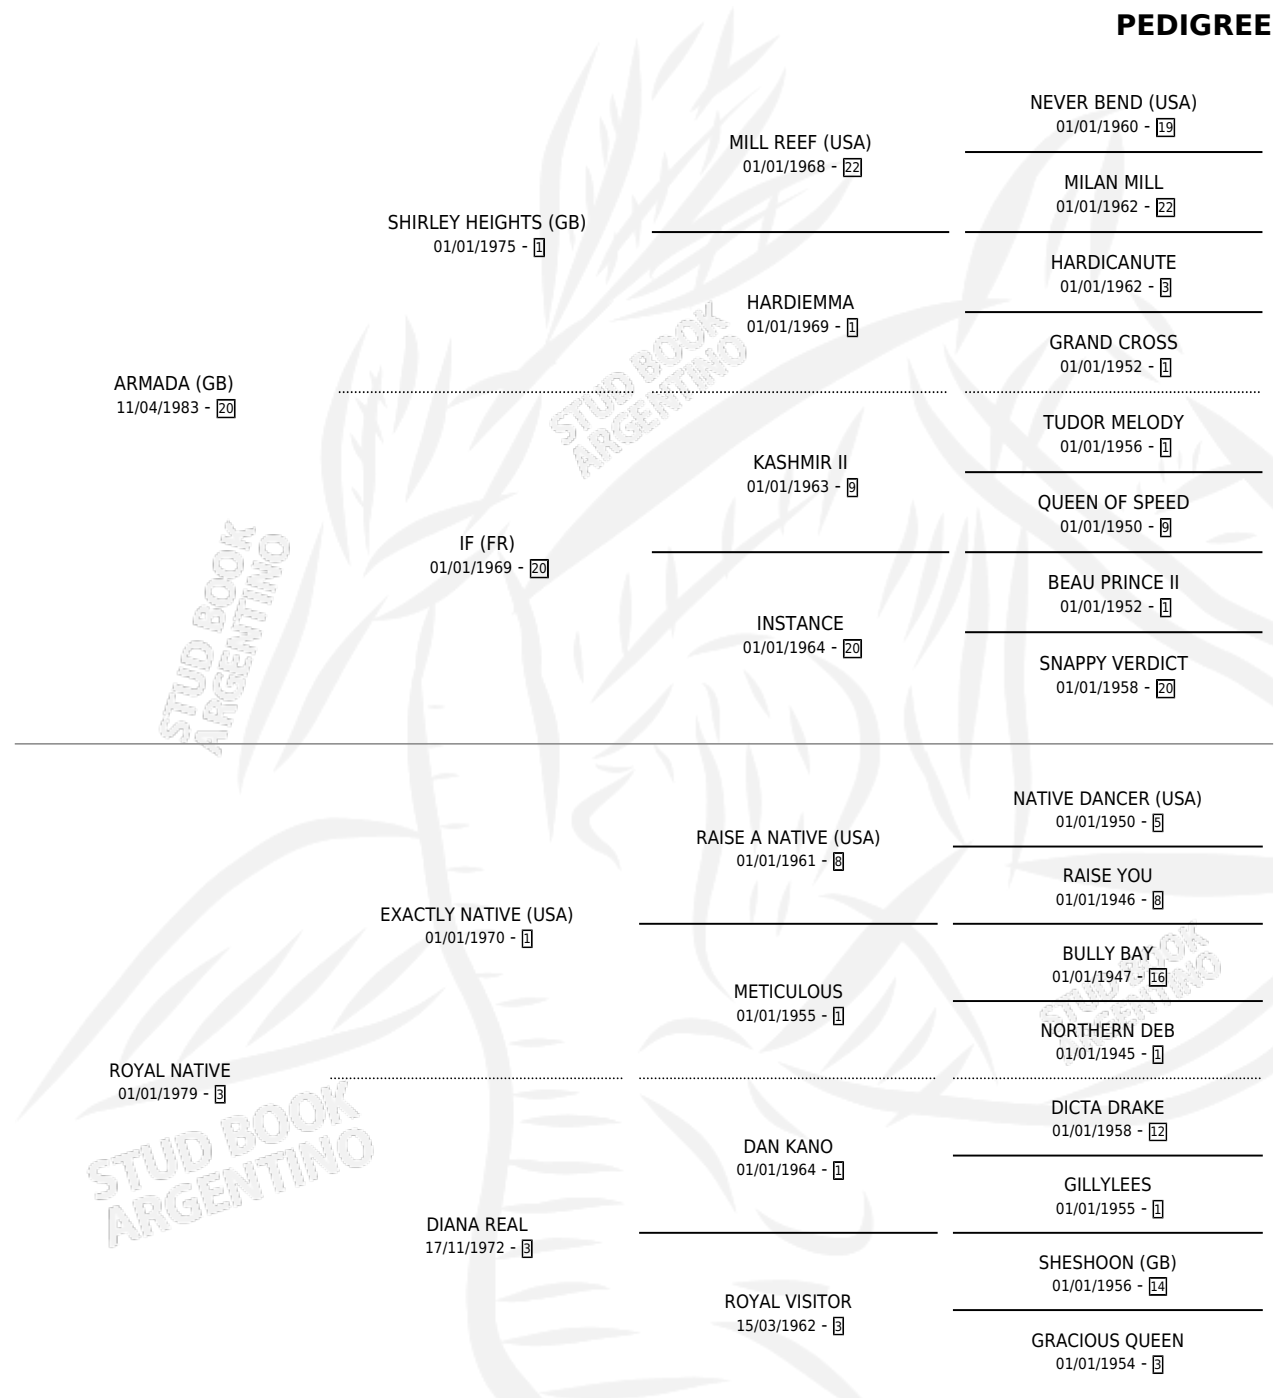 PEDIGREE
NEVER BEND (USA)
01/01/1960 - 19
MILL REEF (USA)
01/01/1968 - 22
MILAN MILL
01/01/1962 - 22
SHIRLEY HEIGHTS (GB)
01/01/1975 - 1
HARDICANUTE
01/01/1962 - 3
HARDIEMMA
01/01/1969 - 1
GRAND CROSS
01/01/1952 - 1
ARMADA (GB)
11/04/1983 - 20
STUD BOOK
ARGENTINO
TUDOR MELODY
01/01/1956 - 1
KASHMIR II
01/01/1963 - 9
QUEEN OF SPEED
01/01/1950 - 9
IF (FR)
01/01/1969 - 20
BEAU PRINCE II
01/01/1952 - 1
INSTANCE
01/01/1964 - 20
SNAPPY VERDICT
01/01/1958 - 20
STUD BOOK
ARGENTINO
NATIVE DANCER (USA)
01/01/1950 - 5
RAISE A NATIVE (USA)
01/01/1961 - 8
RAISE YOU
01/01/1946 - 8
EXACTLY NATIVE (USA)
01/01/1970 - 1
BULLY BAY
01/01/1947 - 16
METICULOUS
01/01/1955 - 1
STUD BOOK
ARGENTINO
NORTHERN DEB
01/01/1945 - 1
ROYAL NATIVE
01/01/1979 - 3
STUD BOOK
ARGENTINO
DICTA DRAKE
01/01/1958 - 12
DAN KANO
01/01/1964 - 1
GILLYLEES
01/01/1955 - 1
DIANA REAL
17/11/1972 - 3
SHESHOON (GB)
01/01/1956 - 14
ROYAL VISITOR
15/03/1962 - 3
GRACIOUS QUEEN
01/01/1954 - 3